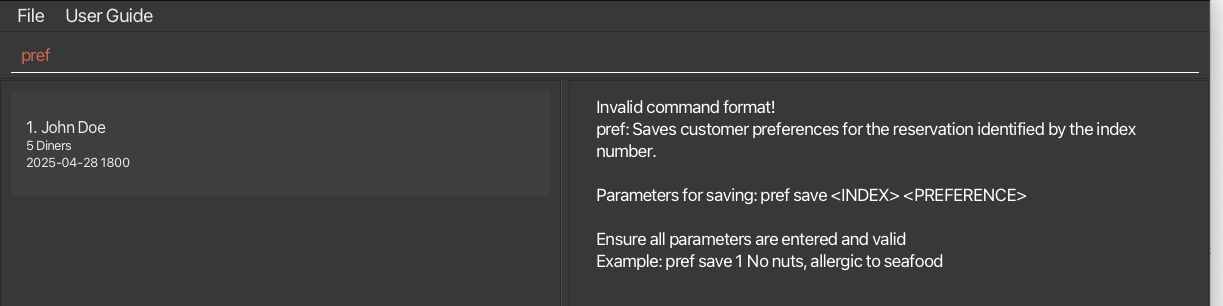 File User Guide
pref
1. John Doe
5 Diners
2025-04-28 1800
Invalid command format!
pref: Saves customer preferences for the reservation identified by the index
number.
Parameters for saving: pref save <INDEX> <PREFERENCE>
Ensure all parameters are entered and valid
Example: pref save 1 No nuts, allergic to seafood